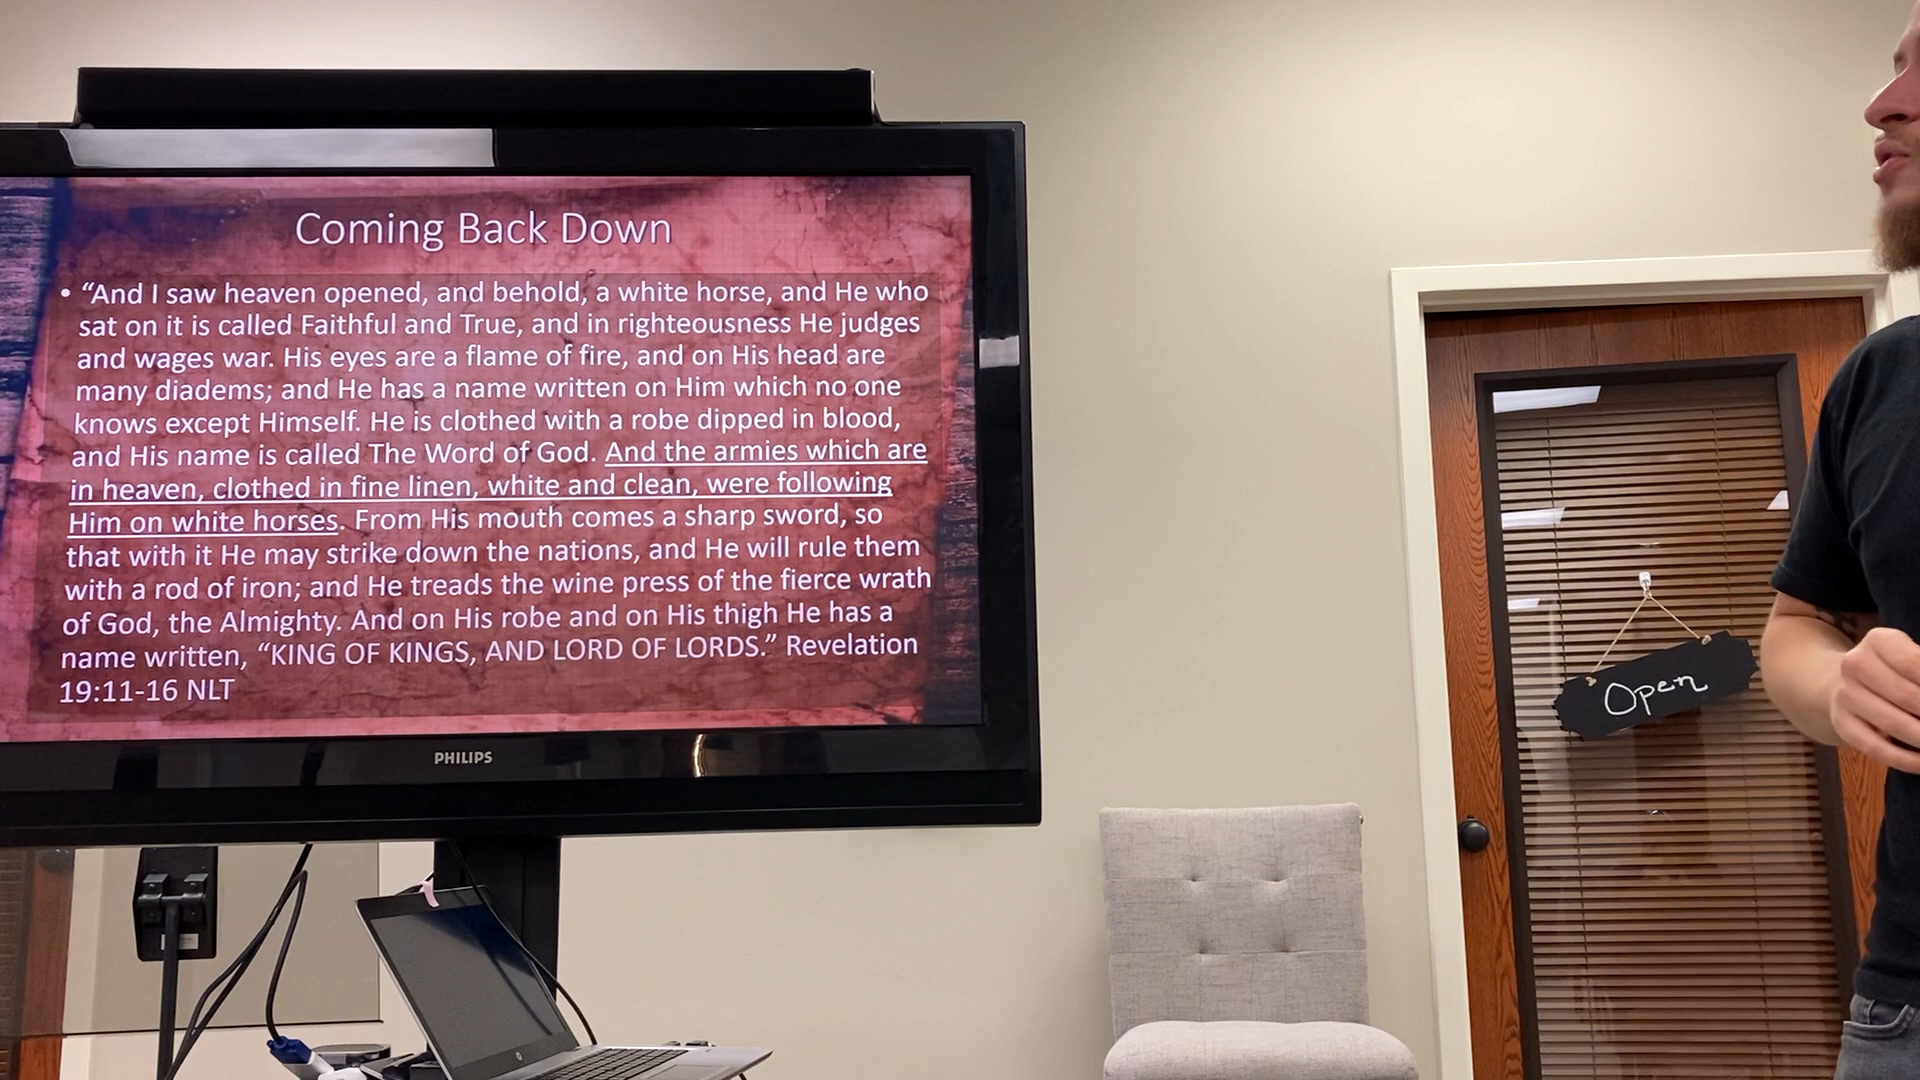 Coming Back Down
• “And I saw heaven opened, and behold, a white horse, and He who
sat on it is called Faithful and True, and in righteousness He judges
and wages war. His eyes are a flame of fire, and on His head are
many diadems; and He has a name written on Him which no one
knows except Himself. He is clothed with a robe dipped in blood,
and His name is called The Word of God. And the armies which are
in heaven, clothed in fine linen, white and clean, were following
Him on white horses. From His mouth comes a sharp sword, so
that with it He may strike down the nations, and He will rule them
with a rod of iron; and He treads the wine press of the fierce wrath
of God, the Almighty. And on His robe and on His thigh He has a
name written, “KING OF KINGS, AND LORD OF LORDS.” Revelation
19:11-16 NLT
PHILIPS
Open